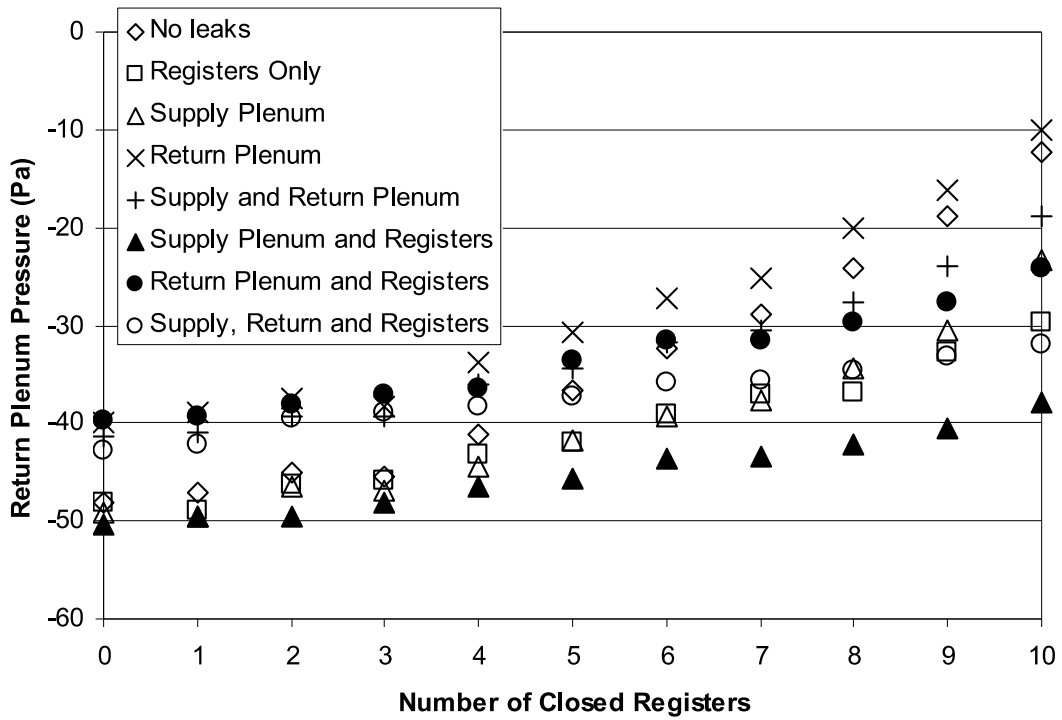 0
-10
-20
-30
-40
-50
-60
Return Plenum Pressure (Pa)
No leaks
Registers Only
Supply Plenum
Return Plenum
Supply and Return Plenum
Supply Plenum and Registers
Return Plenum and Registers
Supply, Return and Registers
0 1 2 3 4 5 6 7 8 9 10
Number of Closed Registers